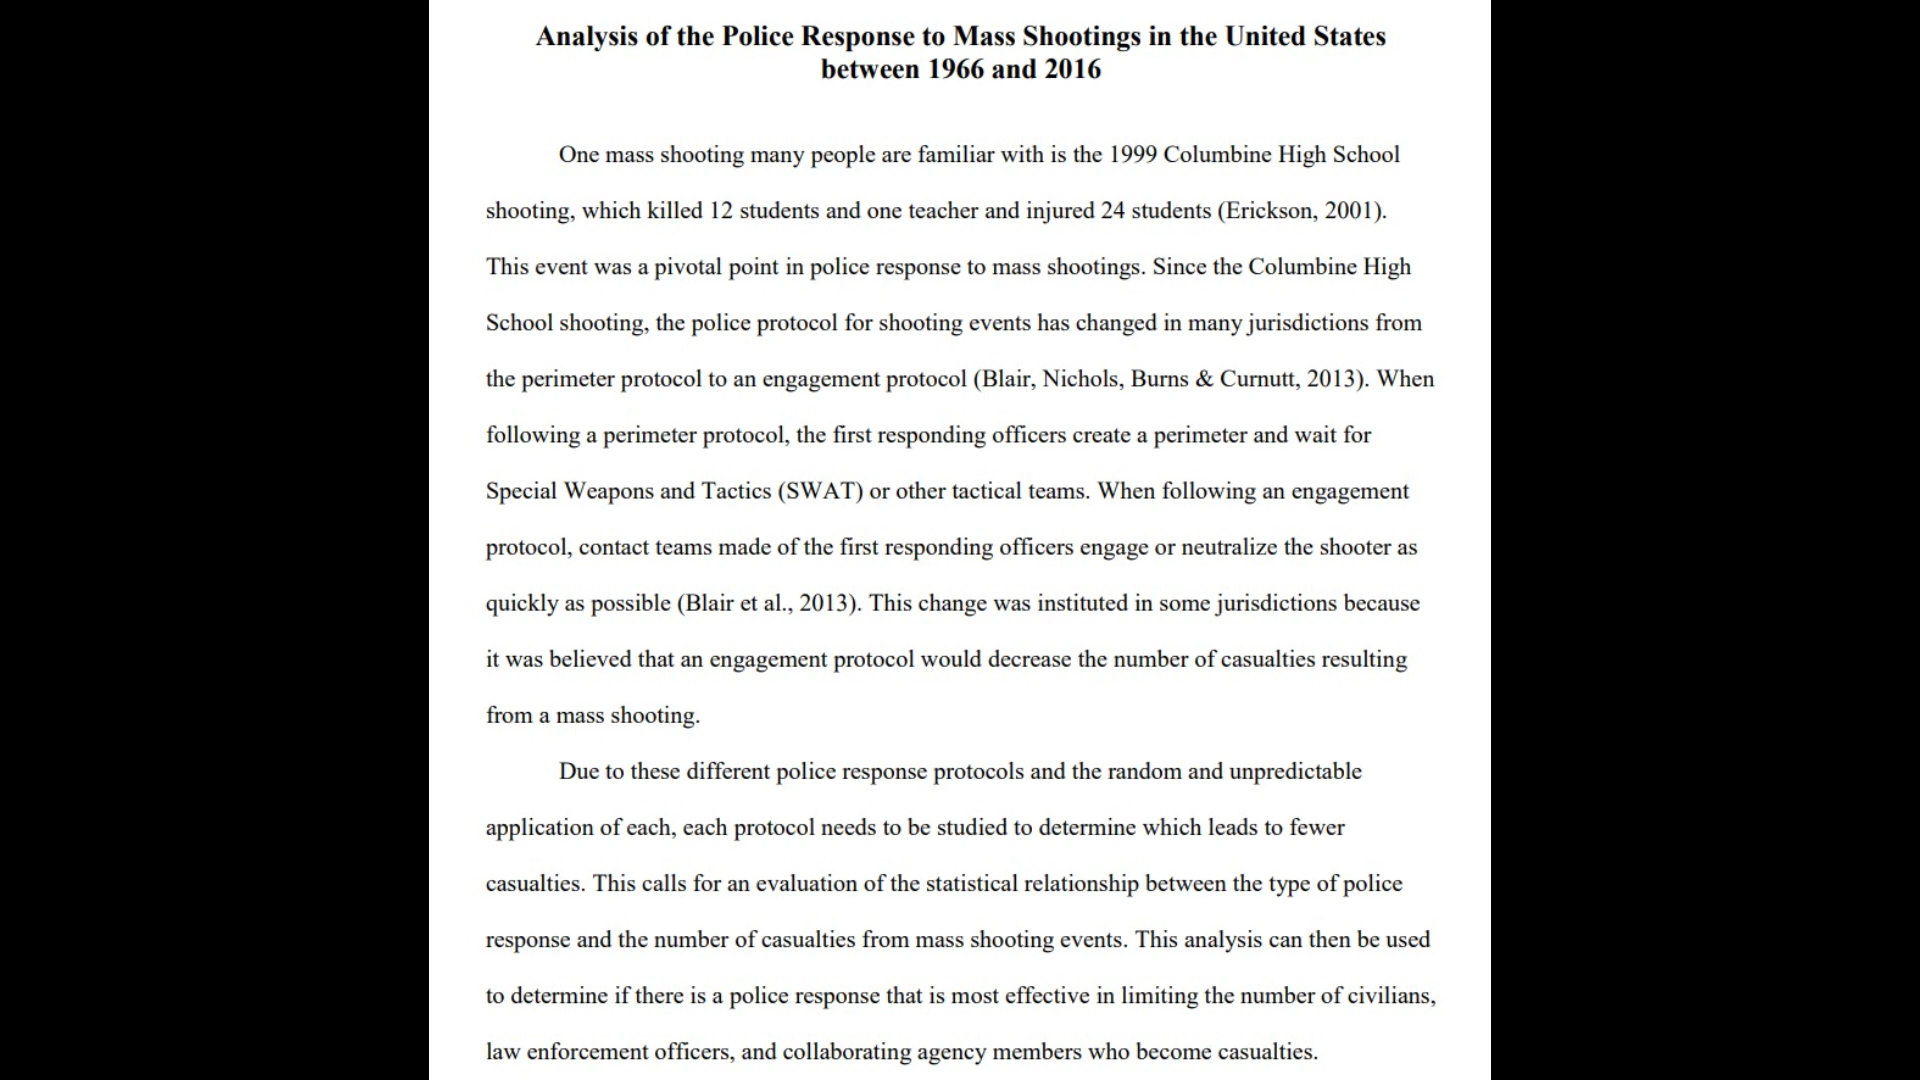 Analysis of the Police Response to Mass Shootings in the United States
between 1966 and 2016
One mass shooting many people are familiar with is the 1999 Columbine High School
shooting, which killed 12 students and one teacher and injured 24 students (Erickson, 2001).
This event was a pivotal point in police response to mass shootings. Since the Columbine High
School shooting, the police protocol for shooting events has changed in many jurisdictions from
the perimeter protocol to an engagement protocol (Blair, Nichols, Burns & Curnutt, 2013). When
following a perimeter protocol, the first responding officers create a perimeter and wait for
Special Weapons and Tactics (SWAT) or other tactical teams. When following an engagement
protocol, contact teams made of the first responding officers engage or neutralize the shooter as
quickly as possible (Blair et al., 2013). This change was instituted in some jurisdictions because
it was believed that an engagement protocol would decrease the number of casualties resulting
from a mass shooting.
Due to these different police response protocols and the random and unpredictable
application of each, each protocol needs to be studied to determine which leads to fewer
casualties. This calls for an evaluation of the statistical relationship between the type of police
response and the number of casualties from mass shooting events. This analysis can then be used
to determine if there is a police response that is most effective in limiting the number of civilians,
law enforcement officers, and collaborating agency members who become casualties.